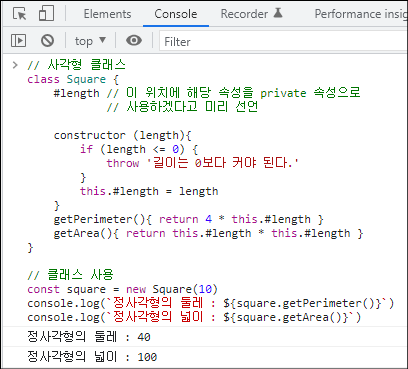 Elements Console Recorder Performance insig
top Filter
// 사각형 클래스
class Square {
    #length // 이 위치에 해당 속성을 private 속성으로
            // 사용하겠다고 미리 선언
    constructor (length){
        if (length <= 0) {
            throw '길이는 0보다 커야 된다.'
        }
        this.#length = length
    }
    getPerimeter(){ return 4 * this.#length }
    getArea(){ return this.#length * this.#length }
}
// 클래스 사용
const square = new Square(10)
console.log(`정사각형의 둘레 : ${square.getPerimeter()}`)
console.log(`정사각형의 넓이 : ${square.getArea()}`)
정사각형의 둘레 : 40
정사각형의 넓이 : 100